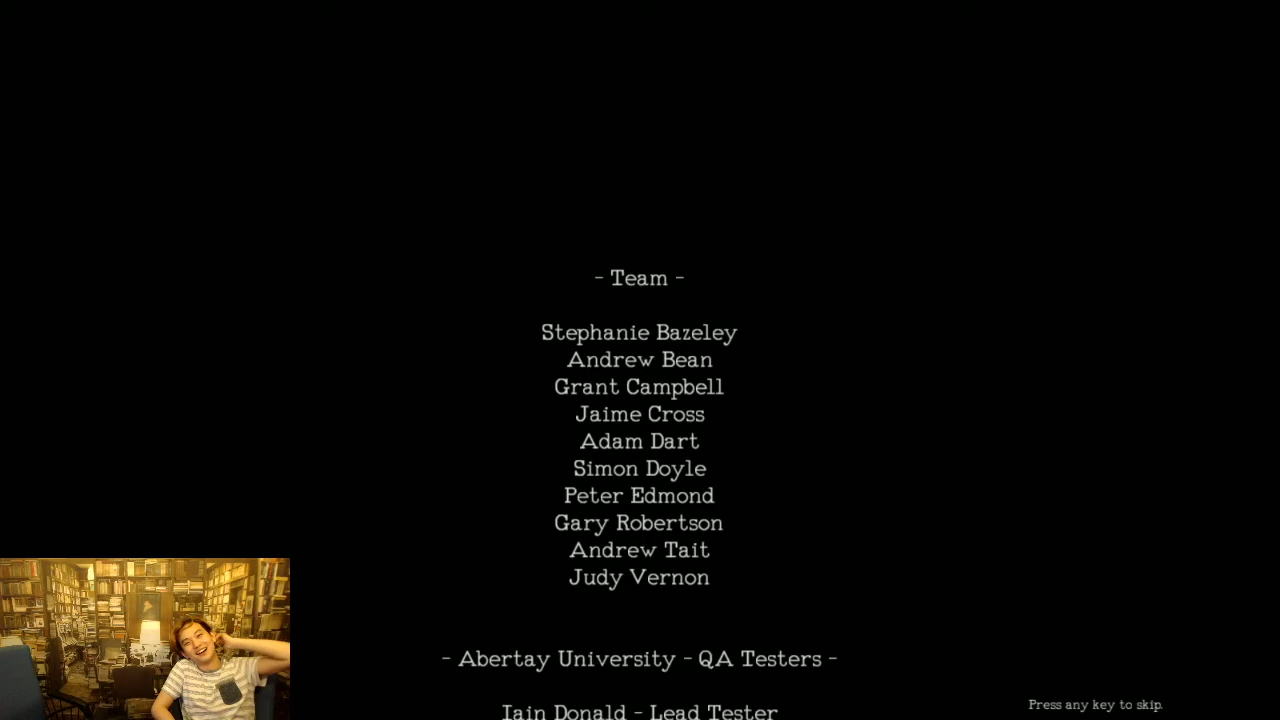 - Team -
Stephanie Bazeley
Andrew Bean
Grant Campbell
Jaime Cross
Adam Dart
Simon Doyle
Peter Edmond
Gary Robertson
Andrew Tait
Judy Vernon
- Abertay University - QA Testers -
Iain Donald - Lead Tester
Press any key to skip.